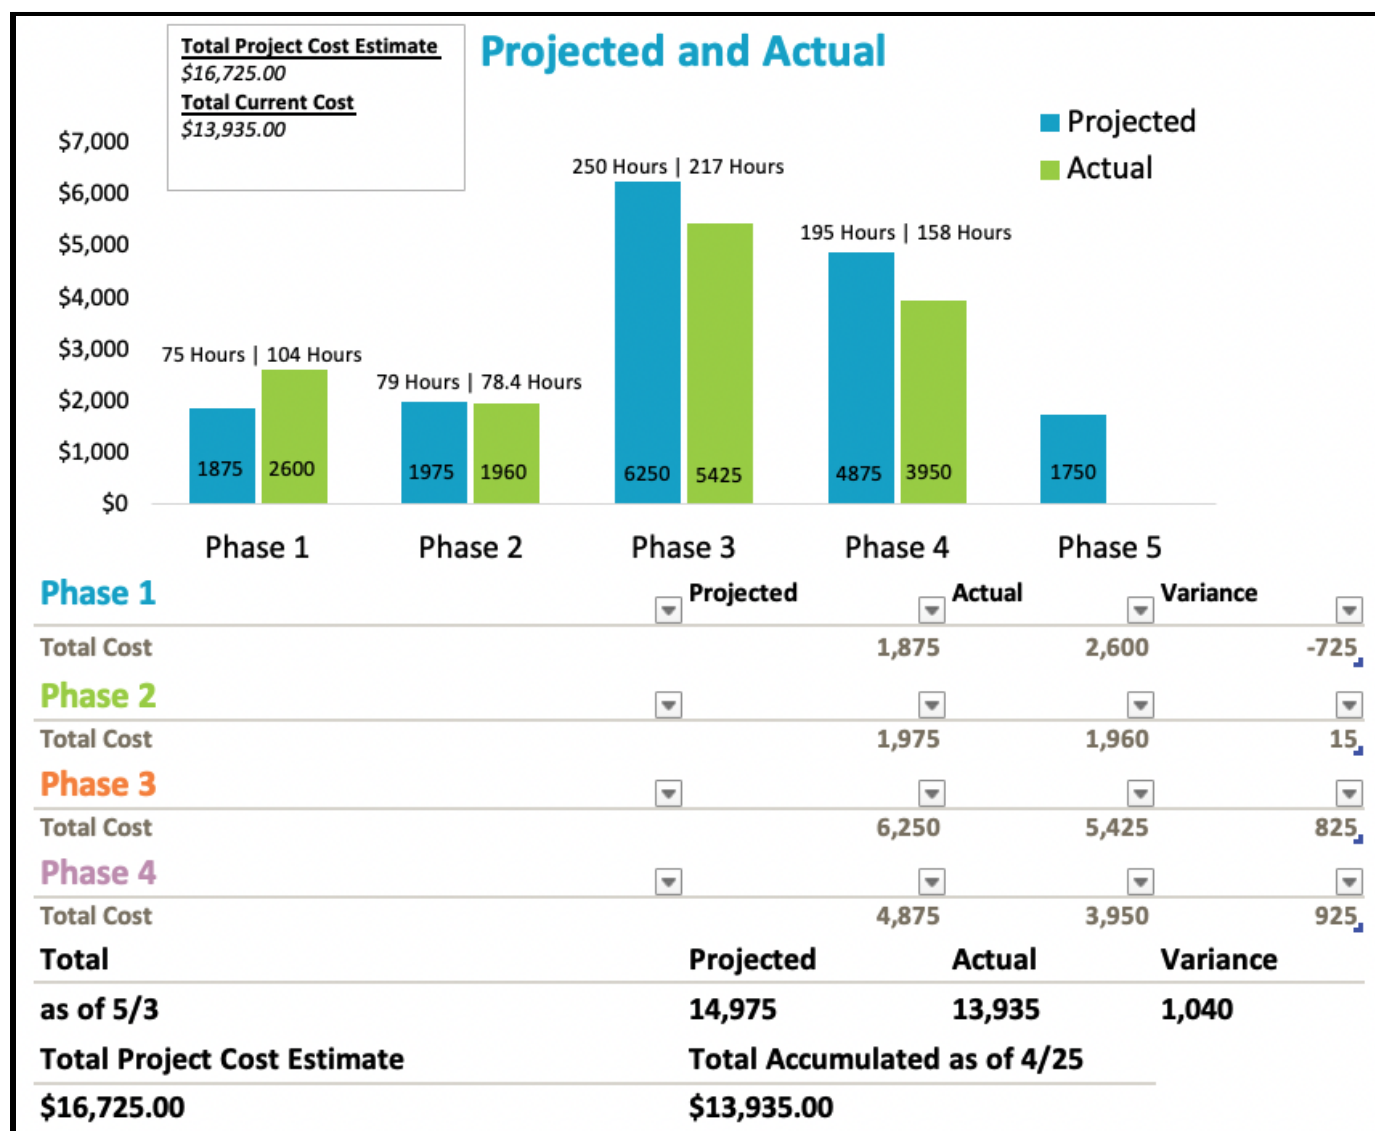 Total Project Cost Estimate
$16,725.00
Total Current Cost
$13,935.00
Projected and Actual
Projected
Actual
$7,000
$6,000
$5,000
$4,000
$3,000
$2,000
$1,000
$0
75 Hours | 104 Hours
79 Hours | 78.4 Hours
250 Hours | 217 Hours
195 Hours | 158 Hours
1875 2600 1975 1960 6250 5425 4875 3950 1750
Phase 1 Phase 2 Phase 3 Phase 4 Phase 5
Phase 1 Projected Actual Variance
Total Cost 1,875 2,600 -725
Phase 2
Total Cost 1,975 1,960 15
Phase 3
Total Cost 6,250 5,425 825
Phase 4
Total Cost 4,875 3,950 925
Total Projected Actual Variance
as of 5/3 14,975 13,935 1,040
Total Project Cost Estimate Total Accumulated as of 4/25
$16,725.00 $13,935.00